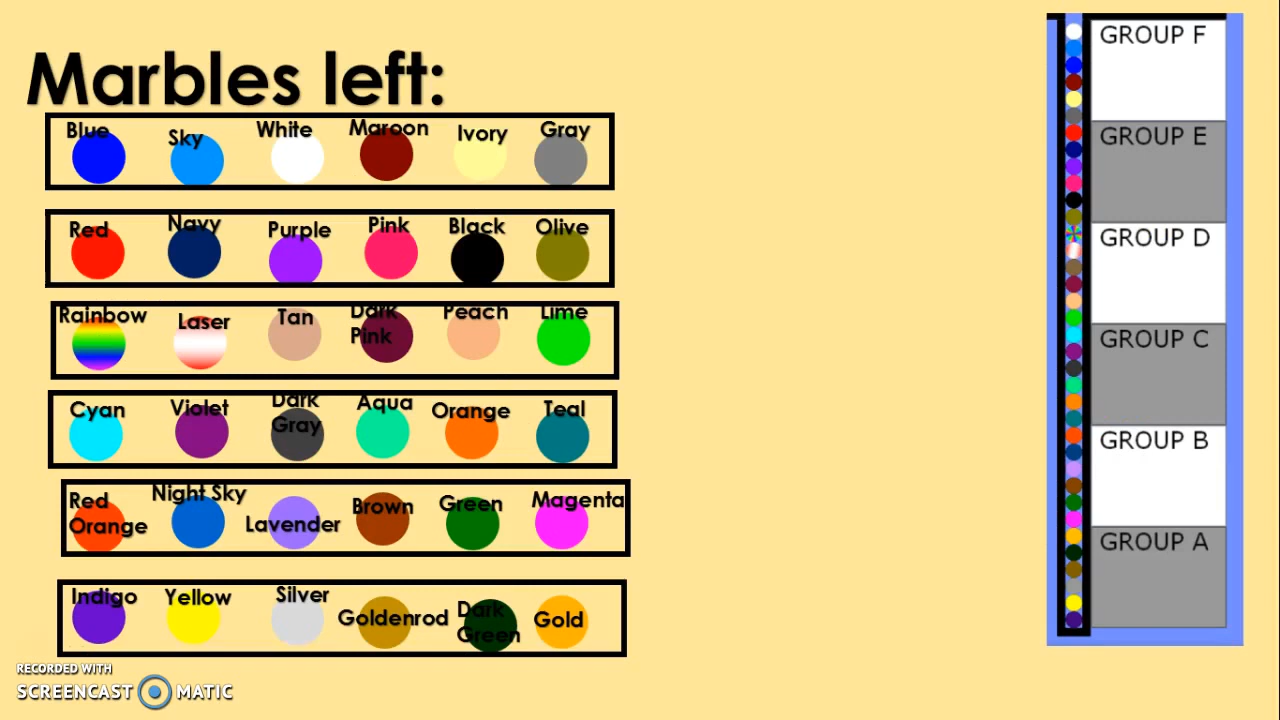 Marbles left:
Blue Sky White Maroon Ivory Gray
Red Navy Purple Pink Black Olive
Rainbow Laser Tan Dark Pink Peach Lime
Cyan Violet Dark Gray Aqua Orange Teal
Red Orange Night Sky Lavender Brown Green Magenta
Indigo Yellow Silver Goldenrod Dark Green Gold
RECORDED WITH
SCREENCAST MATIC
GROUP F
GROUP E
GROUP D
GROUP C
GROUP B
GROUP A